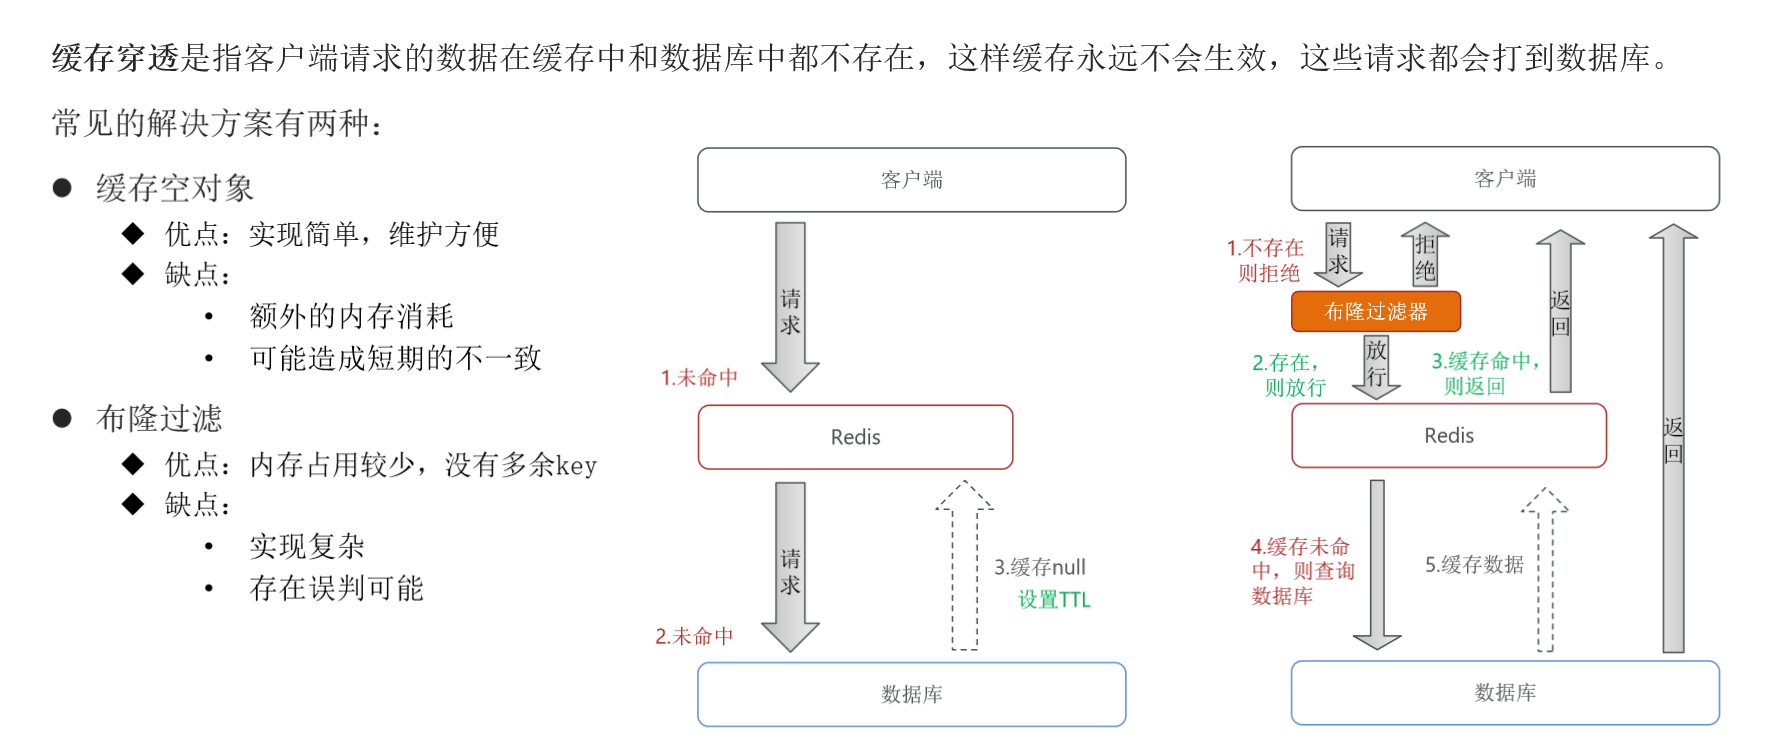 缓存穿透是指客户端请求的数据在缓存中和数据库中都不存在，这样缓存永远不会生效，这些请求都会打到数据库。
常见的解决方案有两种：
● 缓存空对象
◆ 优点：实现简单，维护方便
◆ 缺点：
• 额外的内存消耗
• 可能造成短期的不一致
● 布隆过滤
◆ 优点：内存占用较少，没有多余key
◆ 缺点：
• 实现复杂
• 存在误判可能
客户端
请求
1.未命中
Redis
请求
2.未命中
3.缓存null
设置TTL
数据库
客户端
1.不存在
则拒绝
请求
拒绝
布隆过滤器
2.存在，
则放行
放行
3.缓存命中，
则返回
返回
Redis
返回
4.缓存未命
中，则查询
数据库
5.缓存数据
数据库